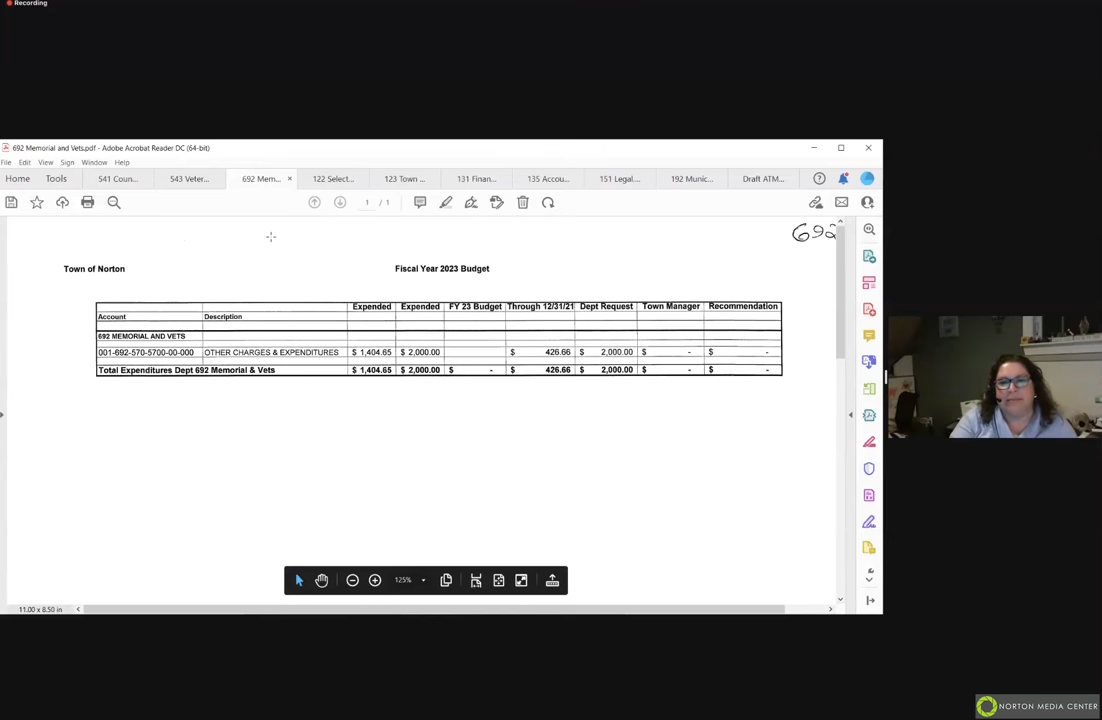 Recording
692 Memorial and Vets.pdf - Adobe Acrobat Reader DC (64-bit)
File Edit View Sign Window Help
Home Tools 541 Coun... 543 Veter... 692 Mem... × 122 Select... 123 Town ... 131 Finan... 135 Accou... 151 Legal.... 192 Munic... Draft ATM...
1 / 1
692
Town of Norton Fiscal Year 2023 Budget
Expended Expended FY 23 Budget Through 12/31/21 Dept Request Town Manager Recommendation
Account Description
692 MEMORIAL AND VETS
001-692-570-5700-00-000 OTHER CHARGES & EXPENDITURES $ 1,404.65 $ 2,000.00 $ 426.66 $ 2,000.00 $ - $ -
Total Expenditures Dept 692 Memorial & Vets $ 1,404.65 $ 2,000.00 $ - $ 426.66 $ 2,000.00 $ - $ -
125%
11.00 x 8.50 in
NORTON MEDIA CENTER